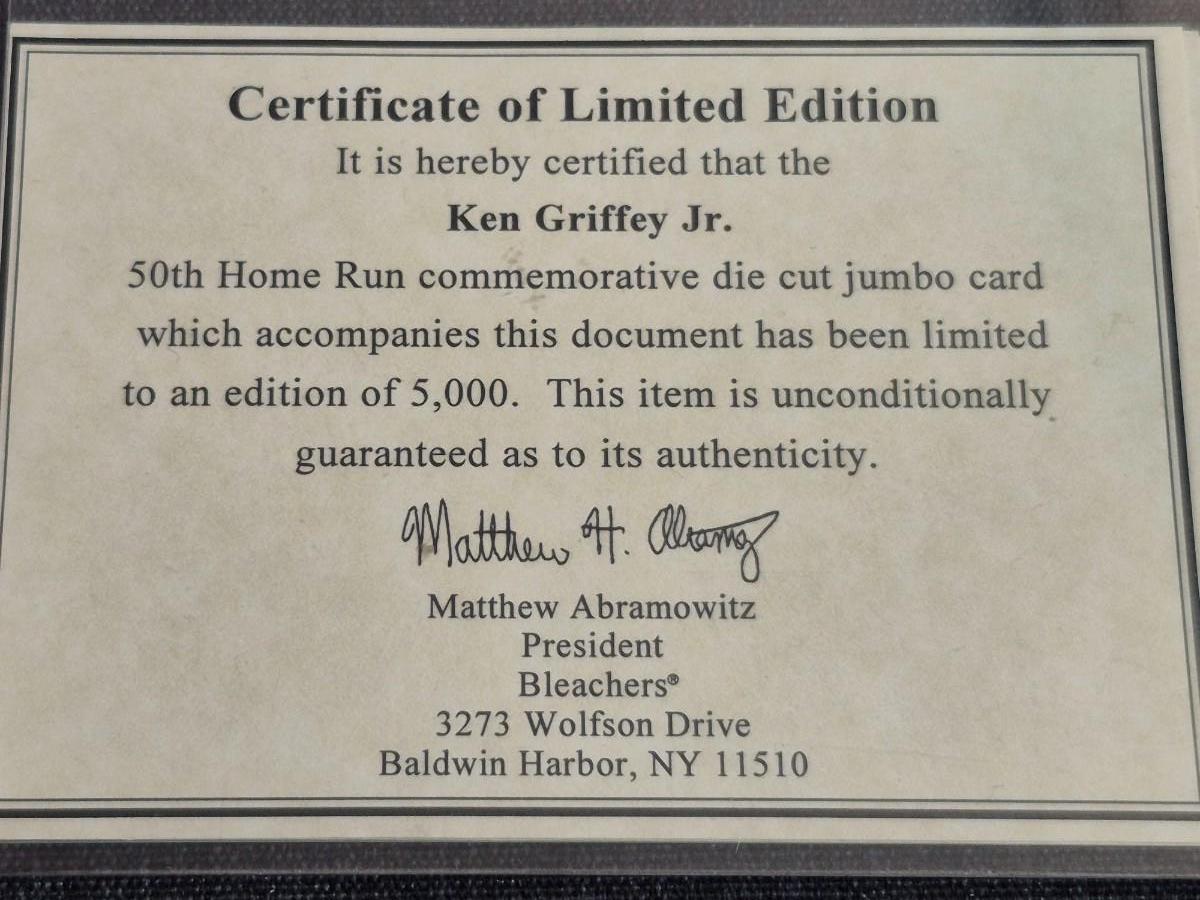 Certificate of Limited Edition
It is hereby certified that the
Ken Griffey Jr.
50th Home Run commemorative die cut jumbo card
which accompanies this document has been limited
to an edition of 5,000.  This item is unconditionally
guaranteed as to its authenticity.
Matthew H. Abramowitz
Matthew Abramowitz
President
Bleachers®
3273 Wolfson Drive
Baldwin Harbor, NY 11510